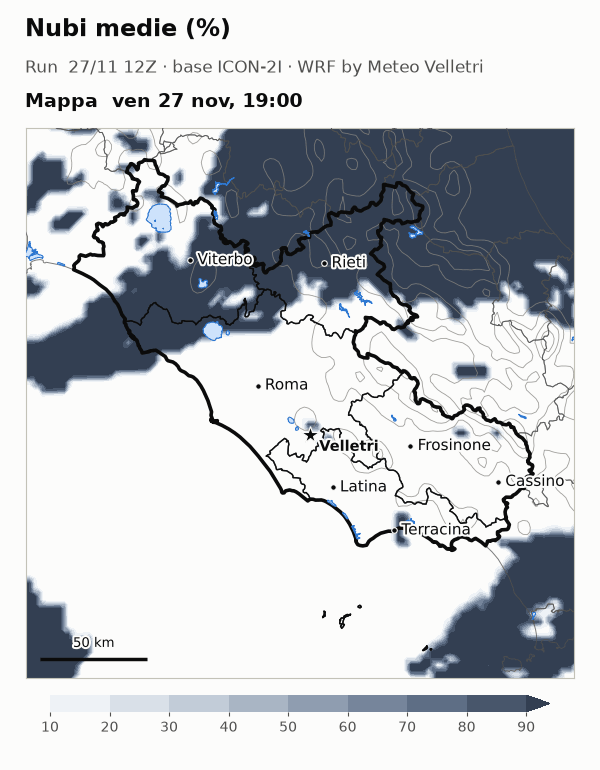 Nubi medie (%)
Run  27/11 12Z · base ICON-2I · WRF by Meteo Velletri
Mappa  ven 27 nov, 19:00
Viterbo
Rieti
Roma
Velletri
Frosinone
Cassino
Latina
Terracina
50 km
10 20 30 40 50 60 70 80 90